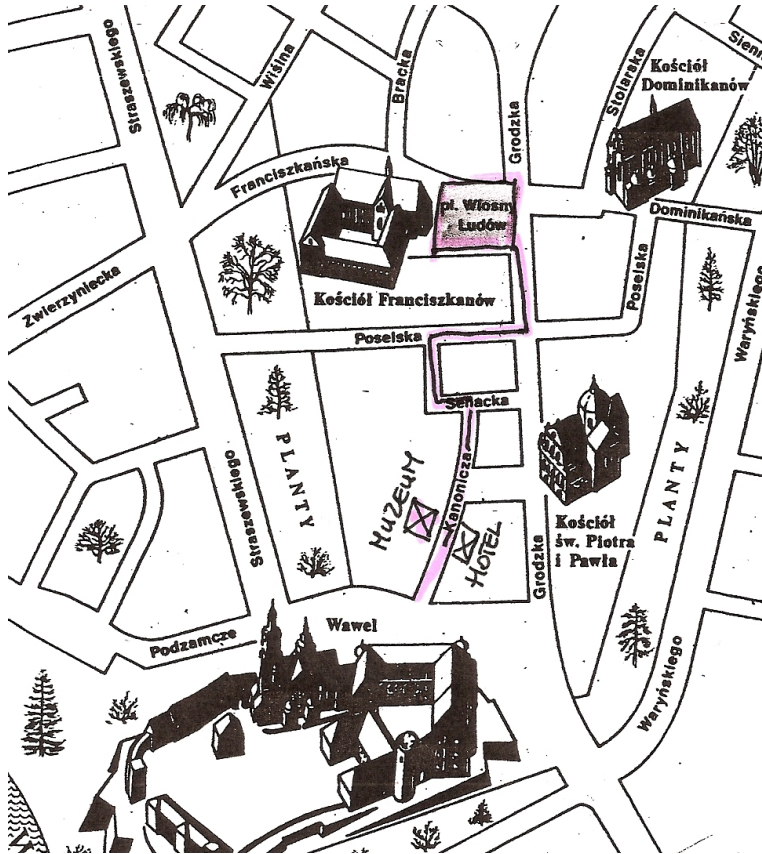 Straszewskiego
Wiślna
Bracka
Grodzka
Stolarska
Sienn
Kościół
Dominikanów
Franciszkańska
pl. Wiosny
Ludów
Dominikańska
Zwierzyniecka
Kościół Franciszkanów
Poselska
Waryńskiego
Poselska
Senacka
PLANTY
Straszewskiego
MUZEUM
Kanonicza
HOTEL
Grodzka
Kościół
św. Piotra
i Pawła
PLANTY
Wawel
Podzamcze
Waryńskiego